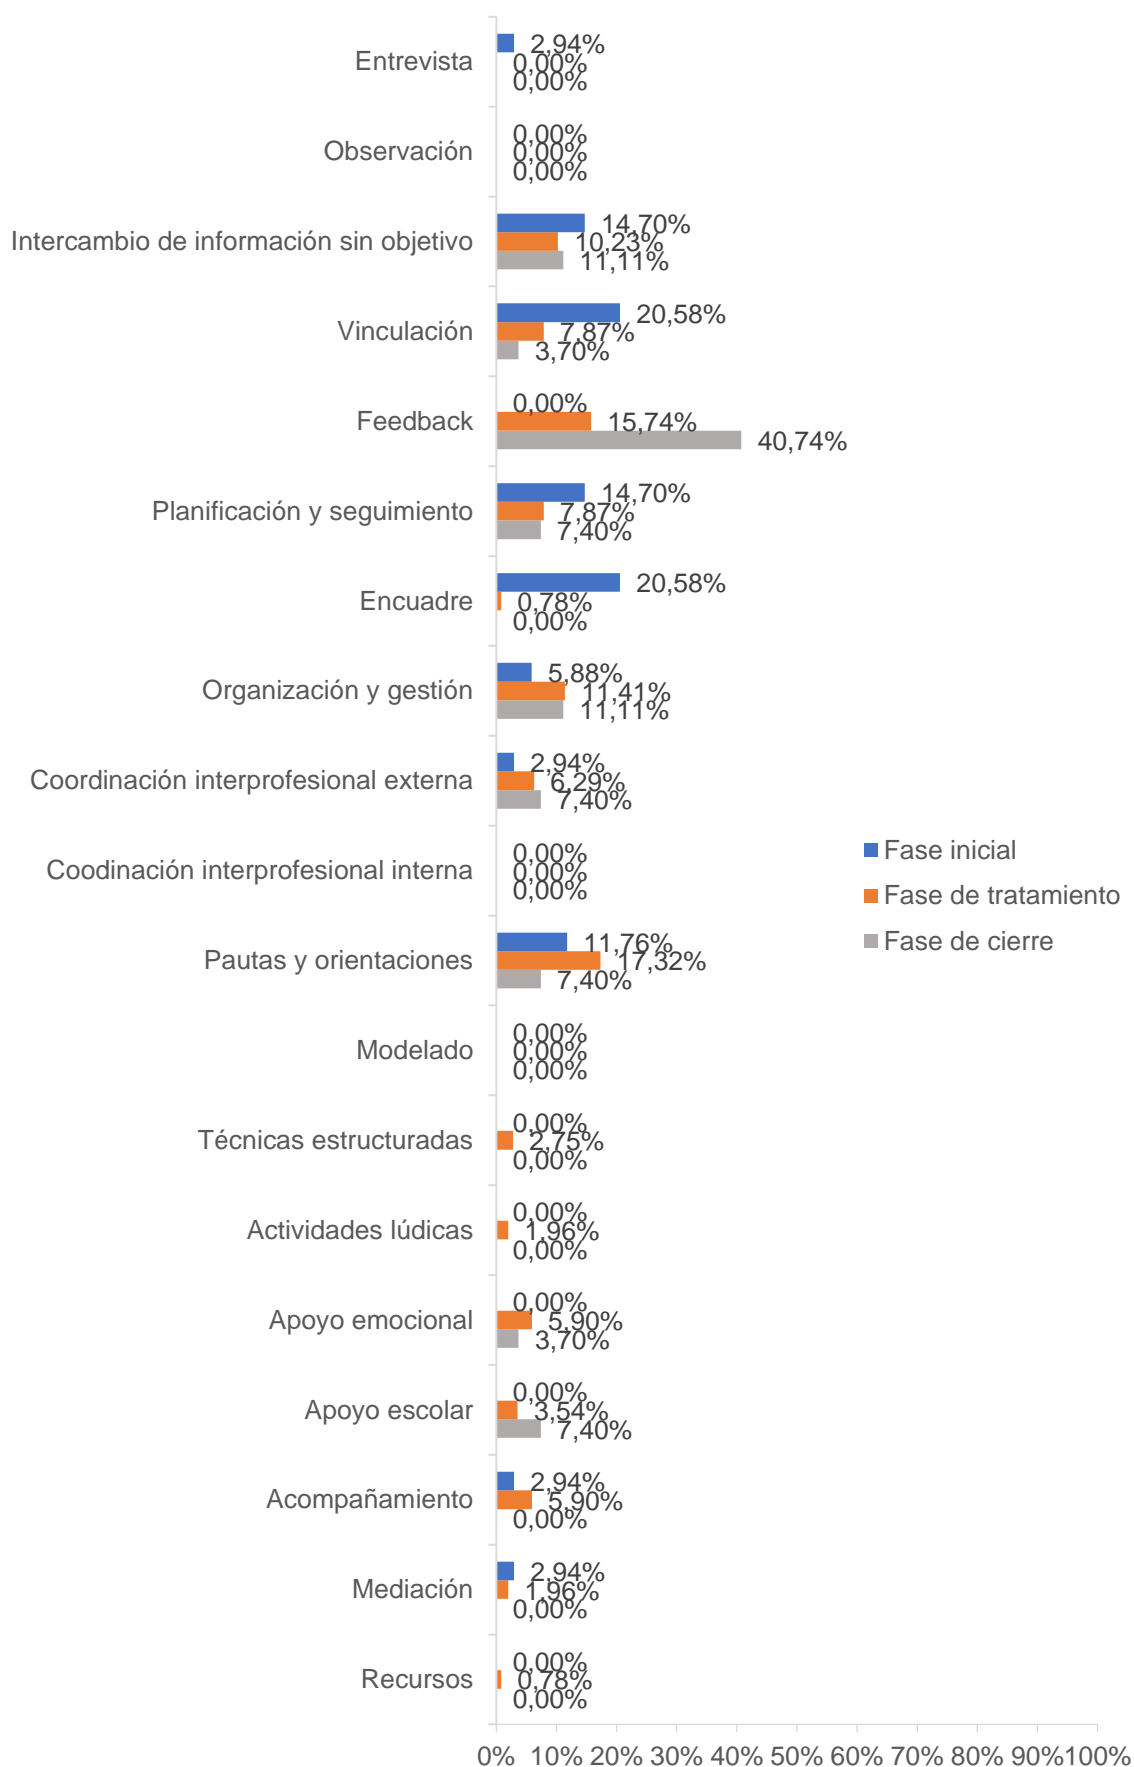 Entrevista
2,94%
0,00%
0,00%
Observación
0,00%
0,00%
0,00%
Intercambio de información sin objetivo
14,70%
10,23%
11,11%
Vinculación
20,58%
7,87%
3,70%
Feedback
0,00%
15,74%
40,74%
Planificación y seguimiento
14,70%
7,87%
7,40%
Encuadre
20,58%
0,78%
0,00%
Organización y gestión
5,88%
11,41%
11,11%
Coordinación interprofesional externa
2,94%
6,29%
7,40%
Coodinación interprofesional interna
0,00%
0,00%
0,00%
Pautas y orientaciones
11,76%
17,32%
7,40%
Modelado
0,00%
0,00%
0,00%
Técnicas estructuradas
0,00%
2,75%
0,00%
Actividades lúdicas
0,00%
1,96%
0,00%
Apoyo emocional
0,00%
5,90%
3,70%
Apoyo escolar
0,00%
3,54%
7,40%
Acompañamiento
2,94%
5,90%
0,00%
Mediación
2,94%
1,96%
0,00%
Recursos
0,00%
0,78%
0,00%
Fase inicial
Fase de tratamiento
Fase de cierre
0% 10% 20% 30% 40% 50% 60% 70% 80% 90% 100%